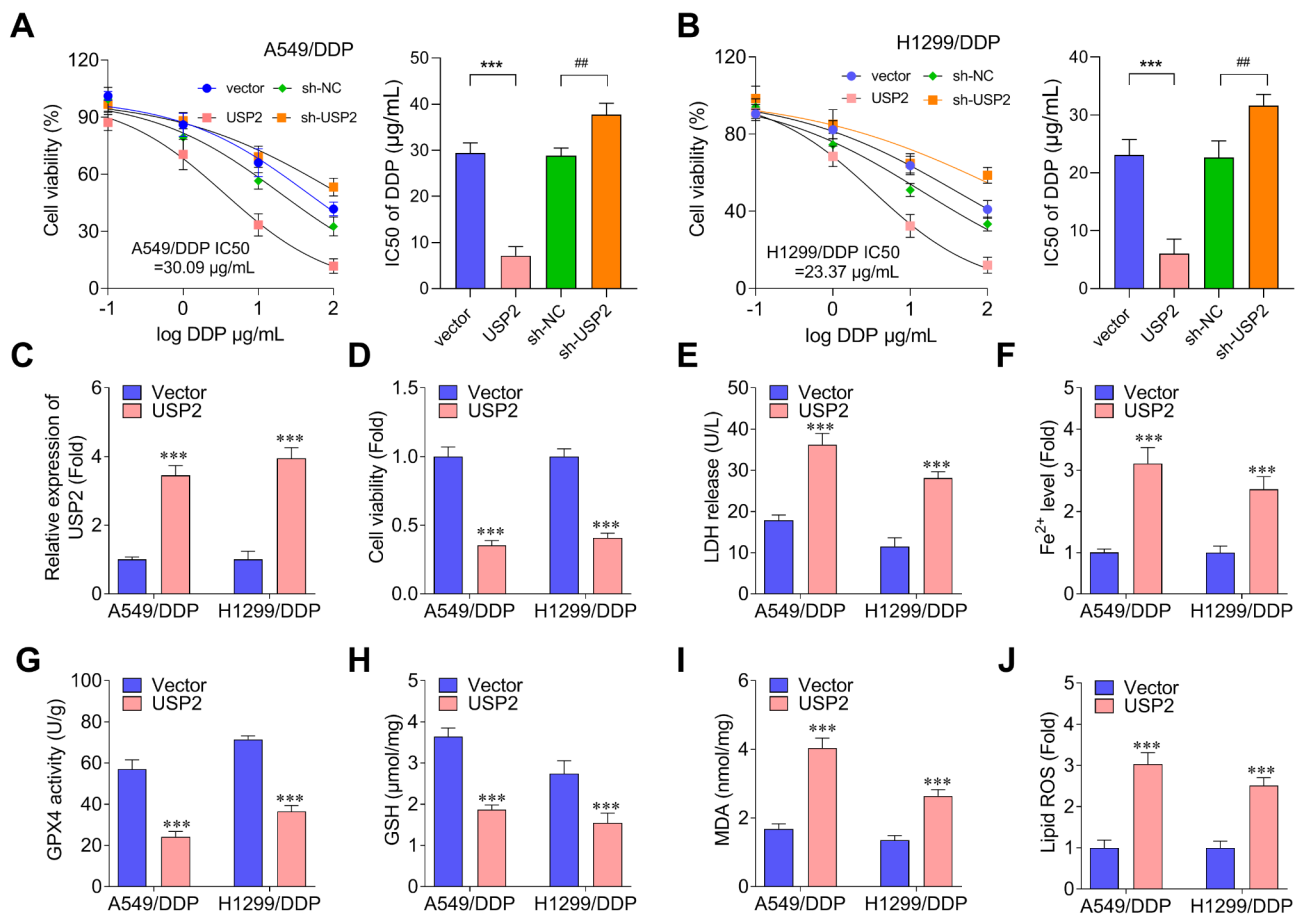 A
A549/DDP
Cell viability (%)
120
90
60
30
0
vector
sh-NC
USP2
sh-USP2
A549/DDP IC50
=30.09 μg/mL
-1
0
1
2
log DDP μg/mL
IC50 of DDP (μg/mL)
50
40
30
20
10
0
***
##
vector
USP2
sh-NC
sh-USP2
B
H1299/DDP
Cell viability (%)
120
80
40
0
vector
sh-NC
USP2
sh-USP2
H1299/DDP IC50
=23.37 μg/mL
-1
0
1
2
log DDP μg/mL
IC50 of DDP (μg/mL)
40
30
20
10
0
***
##
vector
USP2
sh-NC
sh-USP2
C
Relative expression of
USP2 (Fold)
6
4
2
0
Vector
USP2
***
***
A549/DDP
H1299/DDP
D
Cell viability (Fold)
1.5
1.0
0.5
0.0
Vector
USP2
***
***
A549/DDP
H1299/DDP
E
LDH release (U/L)
50
40
30
20
10
0
Vector
USP2
***
***
A549/DDP
H1299/DDP
F
Fe2+ level (Fold)
5
4
3
2
1
0
Vector
USP2
***
***
A549/DDP
H1299/DDP
G
GPX4 activity (U/g)
100
80
60
40
20
0
Vector
USP2
***
***
A549/DDP
H1299/DDP
H
GSH (μmol/mg)
5
4
3
2
1
0
Vector
USP2
***
***
A549/DDP
H1299/DDP
I
MDA (nmol/mg)
6
4
2
0
Vector
USP2
***
***
A549/DDP
H1299/DDP
J
Lipid ROS (Fold)
5
4
3
2
1
0
Vector
USP2
***
***
A549/DDP
H1299/DDP